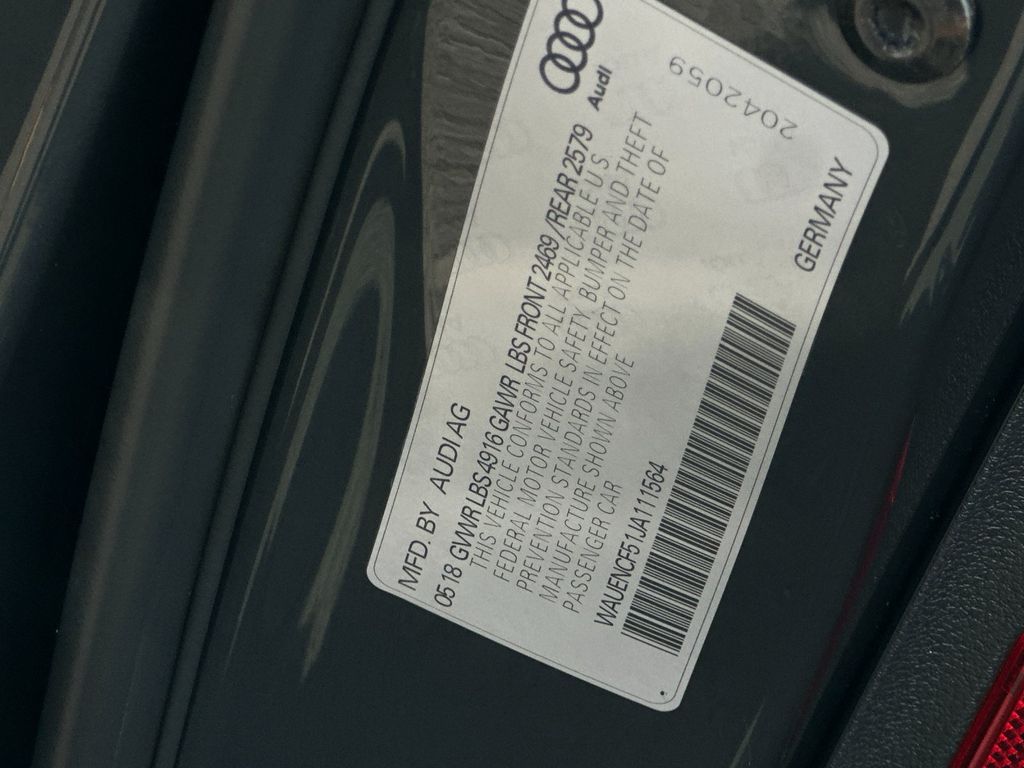 Audi
2042059
MFD. BY AUDI AG
GERMANY
0518 GWWR LBS 4916 GAWR LBS FRONT 2469 / REAR 2579
THIS VEHICLE CONFORMS TO ALL APPLICABLE U S
FEDERAL MOTOR VEHICLE SAFETY, BUMPER AND THEFT
PREVENTION STANDARDS IN EFFECT ON THE DATE OF
MANUFACTURE SHOWN ABOVE
PASSENGER CAR
WAUENCF51JA111564